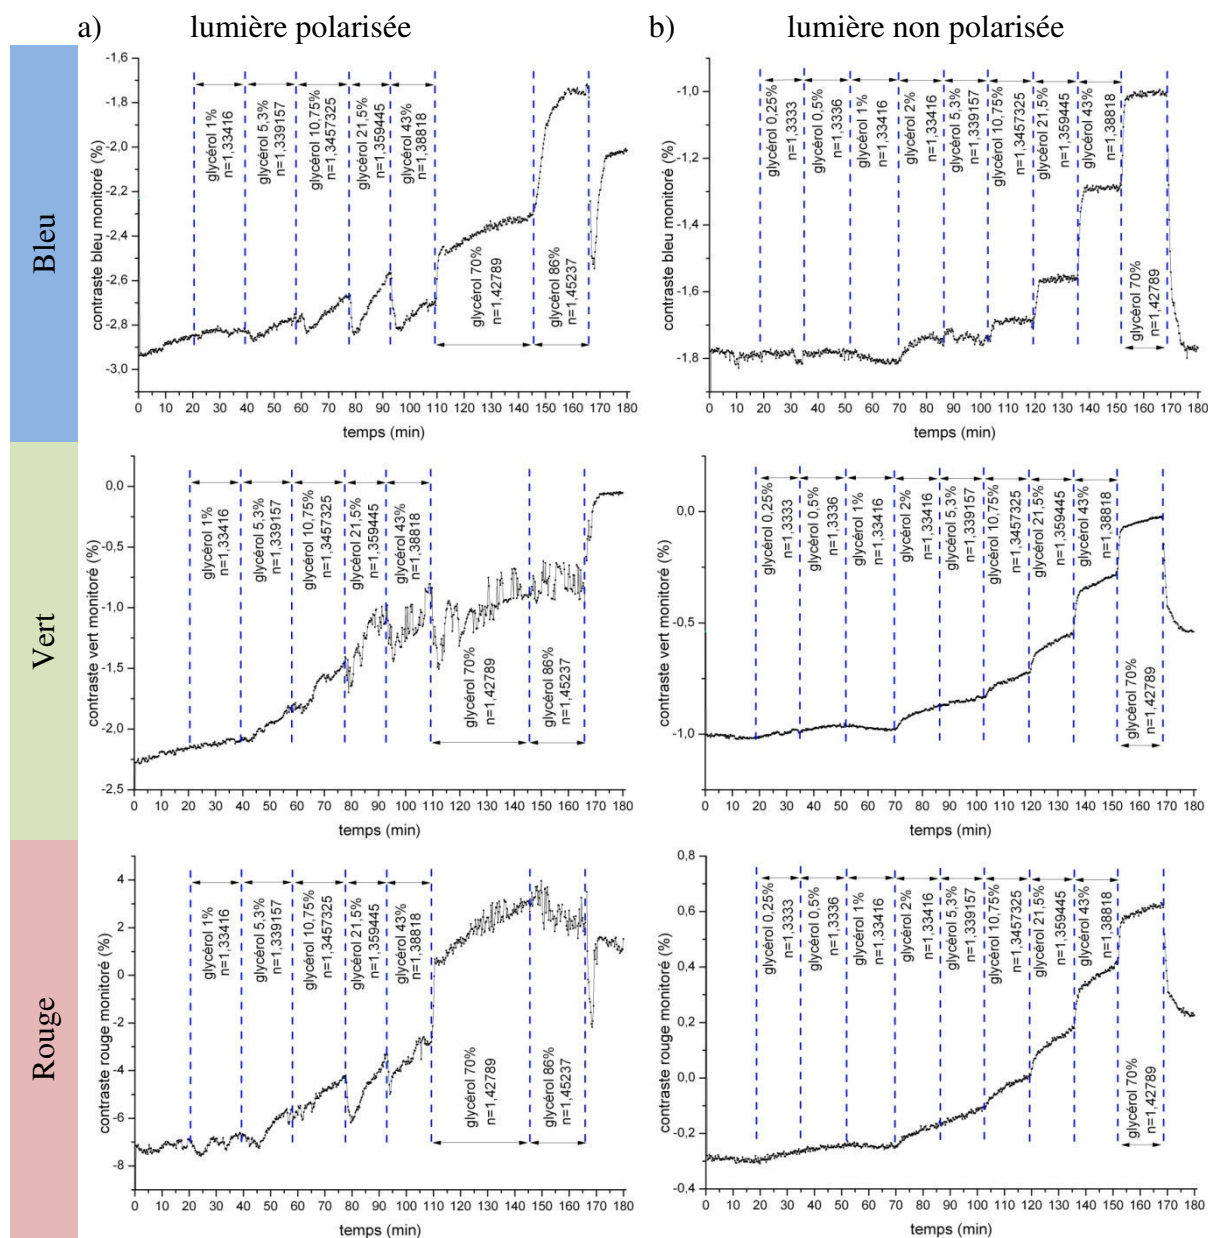 a) lumière polarisée
b) lumière non polarisée
Bleu
contraste bleu monitoré (%)
-1,6
-1,8
-2,0
-2,2
-2,4
-2,6
-2,8
-3,0
glycérol 1%
n=1,33416
glycérol 5,3%
n=1,339157
glycérol 10,75%
n=1,3457325
glycérol 21,5%
n=1,359445
glycérol 43%
n=1,38818
glycérol 70%
n=1,42789
glycérol 86%
n=1,45237
0 10 20 30 40 50 60 70 80 90 100 110 120 130 140 150 160 170 180
temps (min)
contraste bleu monitoré (%)
-1,0
-1,2
-1,4
-1,6
-1,8
glycérol 0,25%
n=1,3333
glycérol 0,5%
n=1,3336
glycérol 1%
n=1,33416
glycérol 2%
n=1,33416
glycérol 5,3%
n=1,339157
glycérol 10,75%
n=1,3457325
glycérol 21,5%
n=1,359445
glycérol 43%
n=1,38818
glycérol 70%
n=1,42789
0 10 20 30 40 50 60 70 80 90 100 110 120 130 140 150 160 170 180
temps (min)
Vert
contraste vert monitoré (%)
0,0
-0,5
-1,0
-1,5
-2,0
-2,5
glycérol 1%
n=1,33416
glycérol 5,3%
n=1,339157
glycérol 10,75%
n=1,3457325
glycérol 21,5%
n=1,359445
glycérol 43%
n=1,38818
glycérol 70%
n=1,42789
glycérol 86%
n=1,45237
0 10 20 30 40 50 60 70 80 90 100 110 120 130 140 150 160 170 180
temps (min)
contraste vert monitoré (%)
0,0
-0,5
-1,0
glycérol 0,25%
n=1,3333
glycérol 0,5%
n=1,3336
glycérol 1%
n=1,33416
glycérol 2%
n=1,33416
glycérol 5,3%
n=1,339157
glycérol 10,75%
n=1,3457325
glycérol 21,5%
n=1,359445
glycérol 43%
n=1,38818
glycérol 70%
n=1,42789
0 10 20 30 40 50 60 70 80 90 100 110 120 130 140 150 160 170 180
temps (min)
Rouge
contraste rouge monitoré (%)
4
2
0
-2
-4
-6
-8
glycérol 1%
n=1,33416
glycérol 5,3%
n=1,339157
glycérol 10,75%
n=1,3457325
glycérol 21,5%
n=1,359445
glycérol 43%
n=1,38818
glycérol 70%
n=1,42789
glycérol 86%
n=1,45237
0 10 20 30 40 50 60 70 80 90 100 110 120 130 140 150 160 170 180
temps (min)
contraste rouge monitoré (%)
0,8
0,6
0,4
0,2
0,0
-0,2
-0,4
glycérol 0,25%
n=1,3333
glycérol 0,5%
n=1,3336
glycérol 1%
n=1,33416
glycérol 2%
n=1,33416
glycérol 5,3%
n=1,339157
glycérol 10,75%
n=1,3457325
glycérol 21,5%
n=1,359445
glycérol 43%
n=1,38818
glycérol 70%
n=1,42789
0 10 20 30 40 50 60 70 80 90 100 110 120 130 140 150 160 170 180
temps (min)